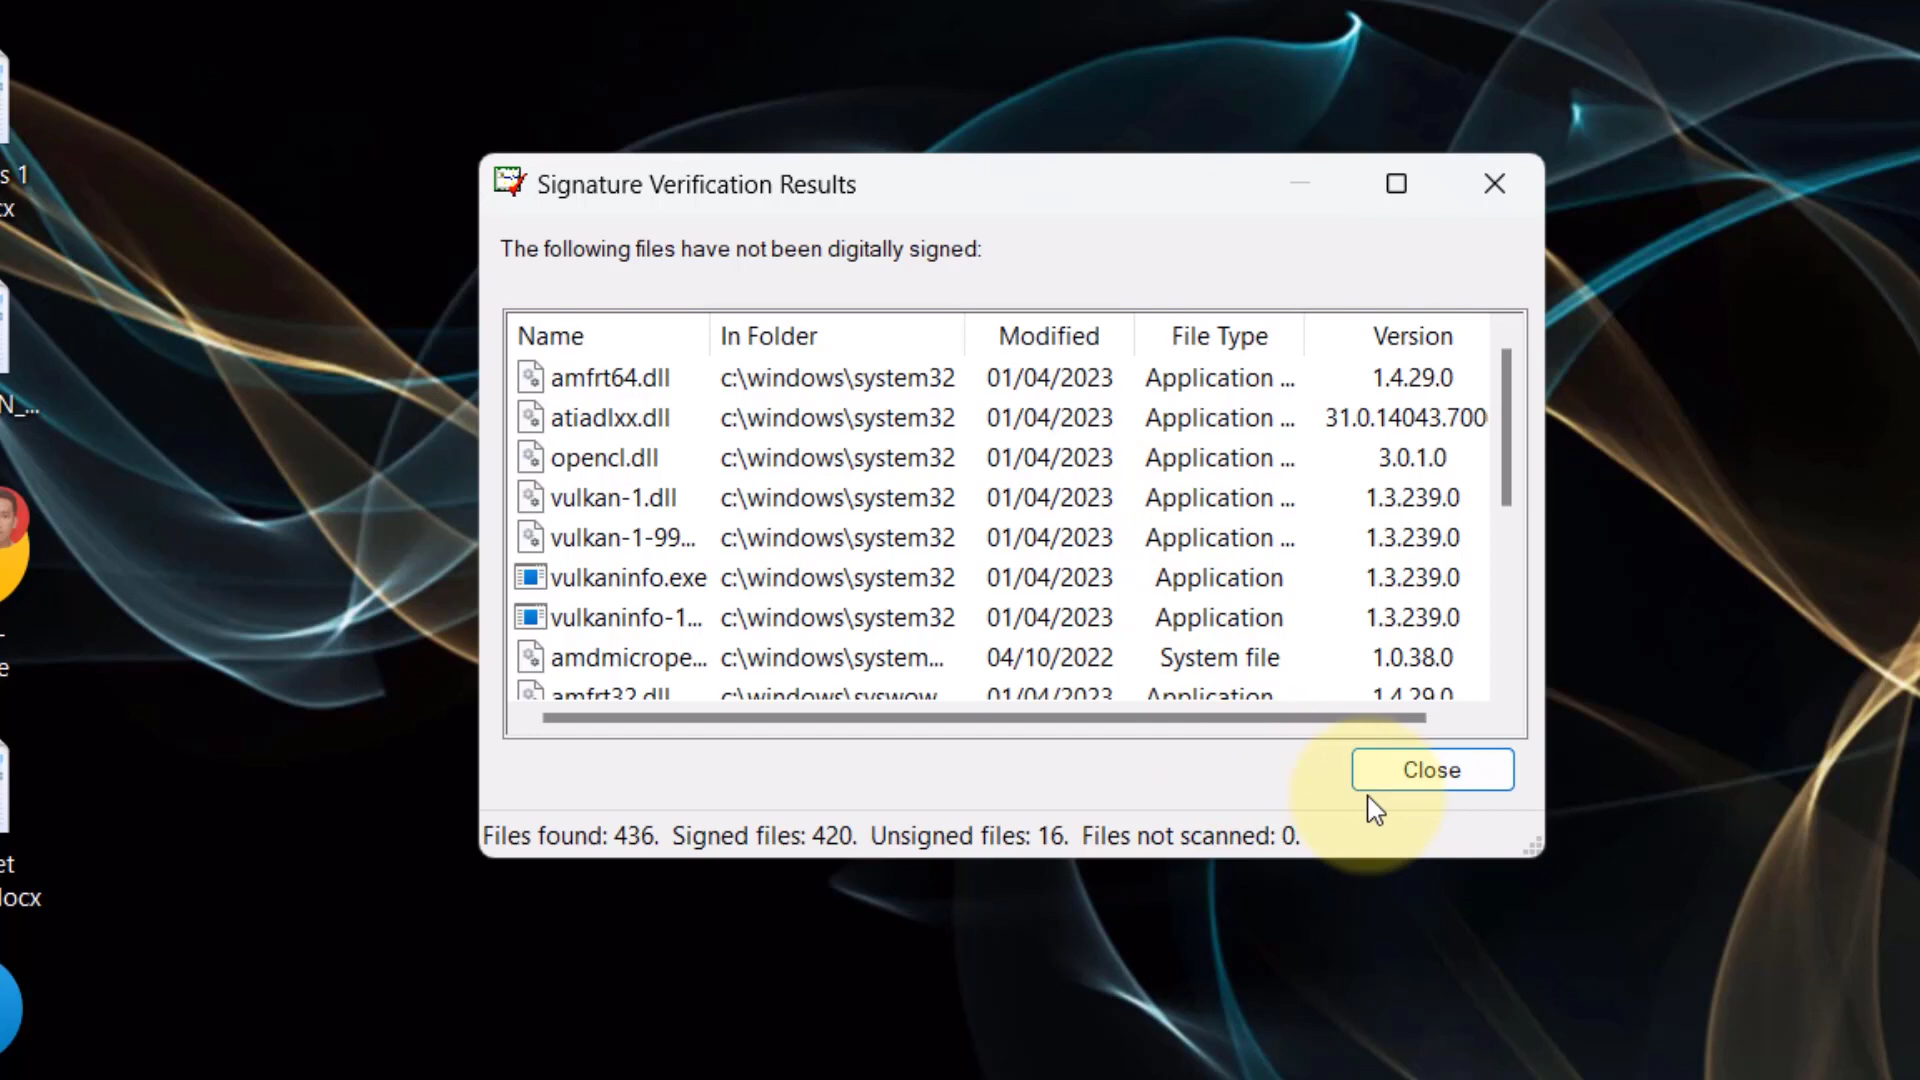 s 1
cx
N_...
e
et
locx
Signature Verification Results
The following files have not been digitally signed:
Name In Folder Modified File Type Version
amfrt64.dll c:\windows\system32 01/04/2023 Application ... 1.4.29.0
atiadlxx.dll c:\windows\system32 01/04/2023 Application ... 31.0.14043.700
opencl.dll c:\windows\system32 01/04/2023 Application ... 3.0.1.0
vulkan-1.dll c:\windows\system32 01/04/2023 Application ... 1.3.239.0
vulkan-1-99... c:\windows\system32 01/04/2023 Application ... 1.3.239.0
vulkaninfo.exe c:\windows\system32 01/04/2023 Application 1.3.239.0
vulkaninfo-1... c:\windows\system32 01/04/2023 Application 1.3.239.0
amdmicrope... c:\windows\system... 04/10/2022 System file 1.0.38.0
amfrt32.dll c:\windows\syswow... 01/04/2023 Application ... 1.4.29.0
Close
Files found: 436. Signed files: 420. Unsigned files: 16. Files not scanned: 0.